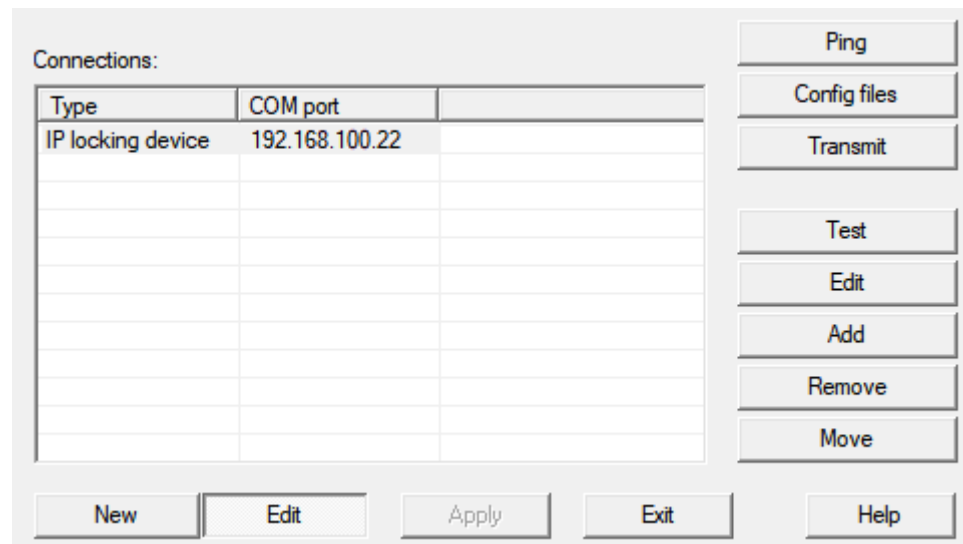 Connections:
Type COM port
IP locking device 192.168.100.22
Ping
Config files
Transmit
Test
Edit
Add
Remove
Move
New Edit Apply Exit Help